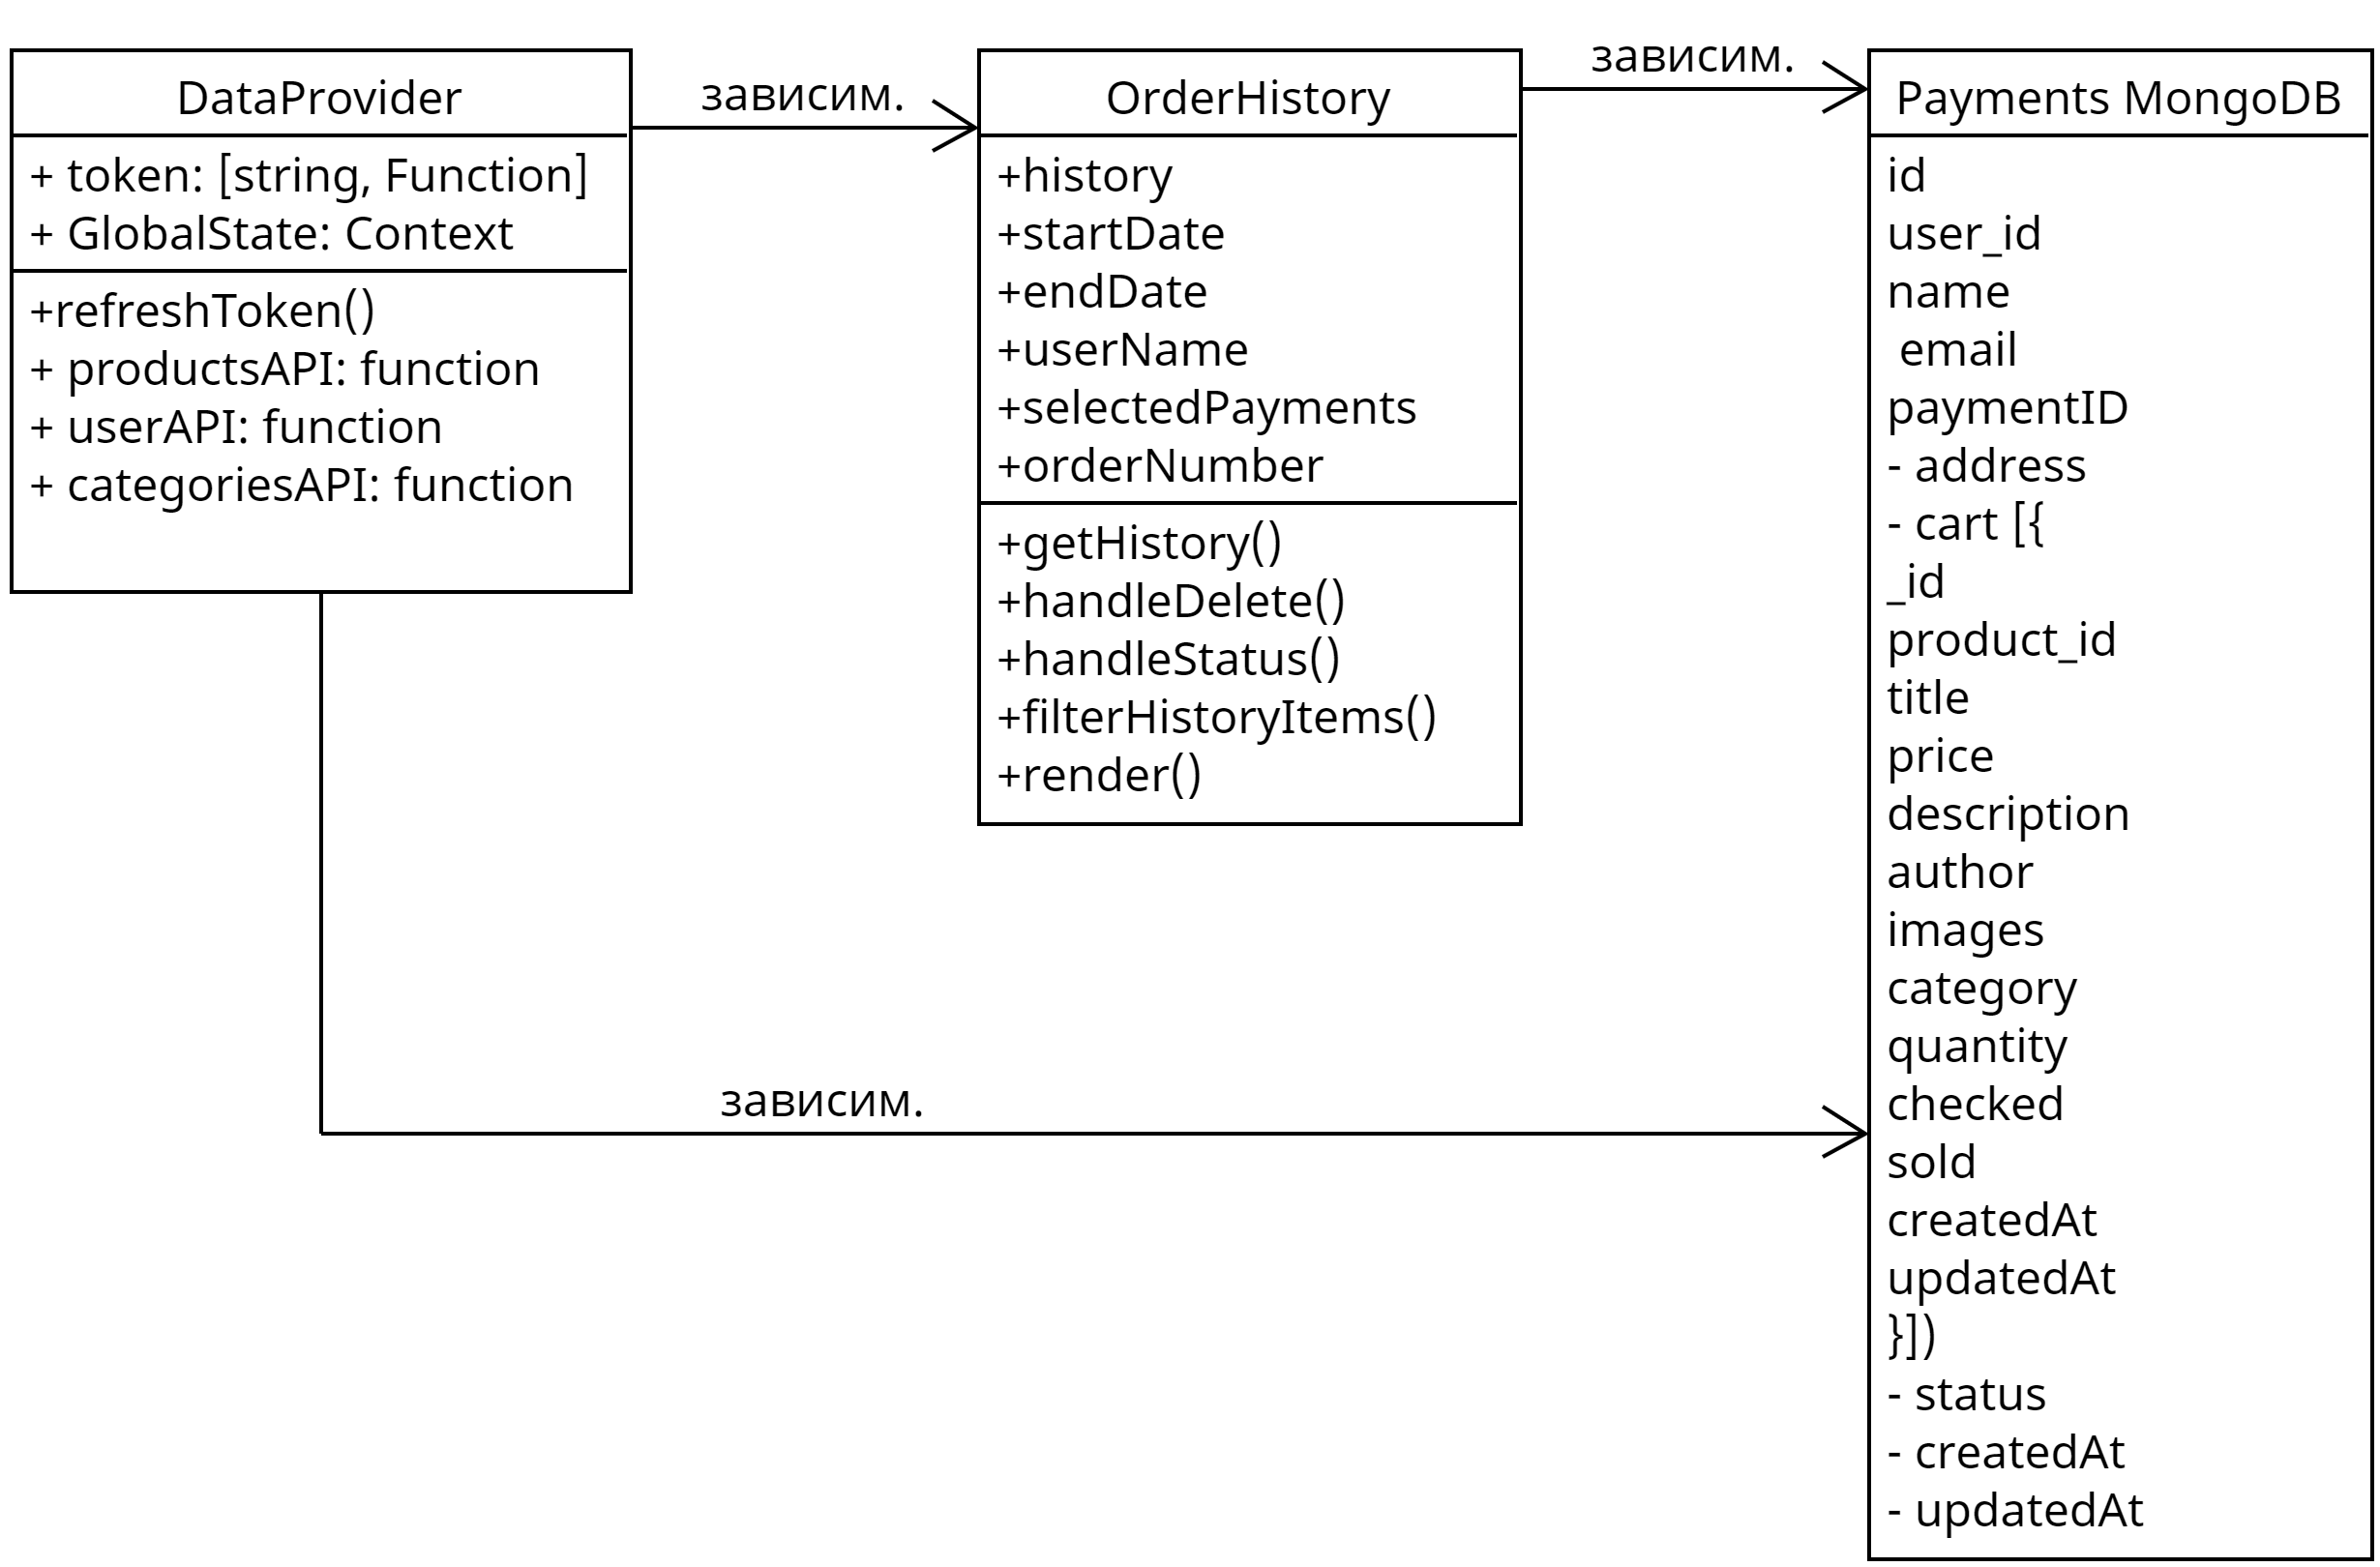 DataProvider
+ token: [string, Function]
+ GlobalState: Context
+refreshToken()
+ productsAPI: function
+ userAPI: function
+ categoriesAPI: function
зависим.
OrderHistory
+history
+startDate
+endDate
+userName
+selectedPayments
+orderNumber
+getHistory()
+handleDelete()
+handleStatus()
+filterHistoryItems()
+render()
зависим.
Payments MongoDB
id
user_id
name
email
paymentID
- address
- cart [{
_id
product_id
title
price
description
author
images
category
quantity
checked
sold
createdAt
updatedAt
}])
- status
- createdAt
- updatedAt
зависим.